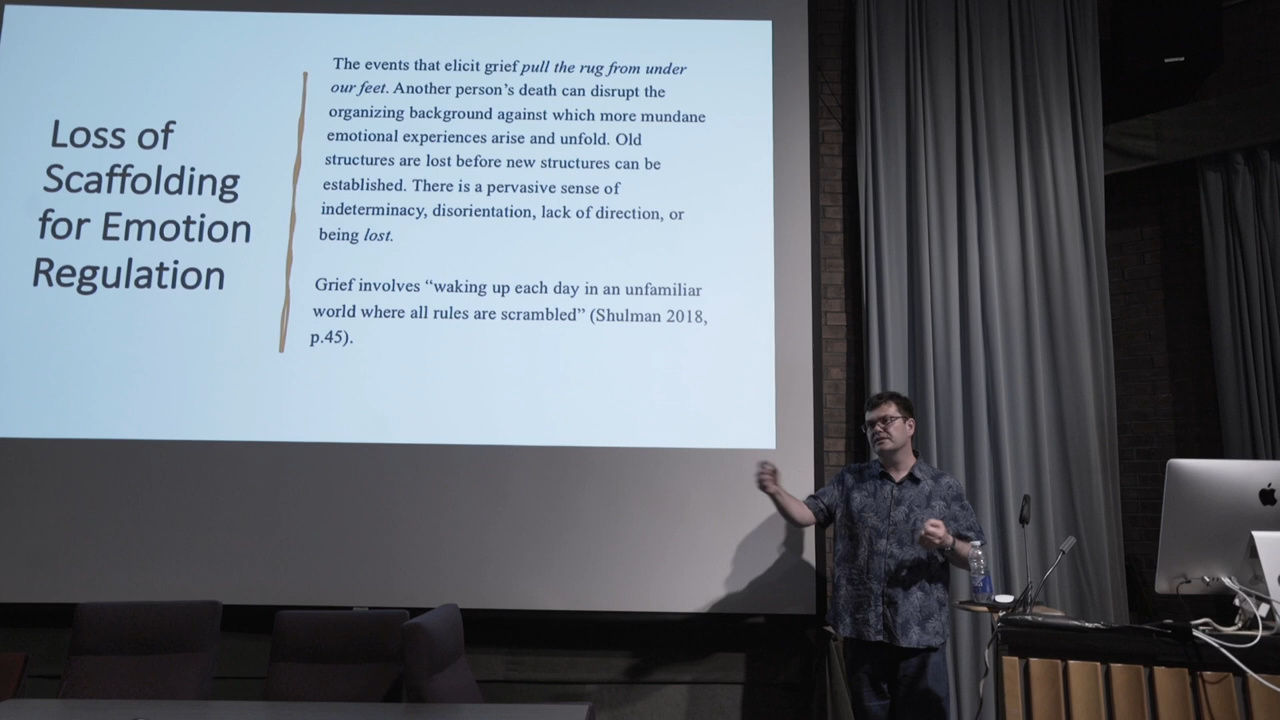 Loss of
Scaffolding
for Emotion
Regulation
The events that elicit grief pull the rug from under
our feet. Another person’s death can disrupt the
organizing background against which more mundane
emotional experiences arise and unfold. Old
structures are lost before new structures can be
established. There is a pervasive sense of
indeterminacy, disorientation, lack of direction, or
being lost.
Grief involves “waking up each day in an unfamiliar
world where all rules are scrambled” (Shulman 2018,
p.45).